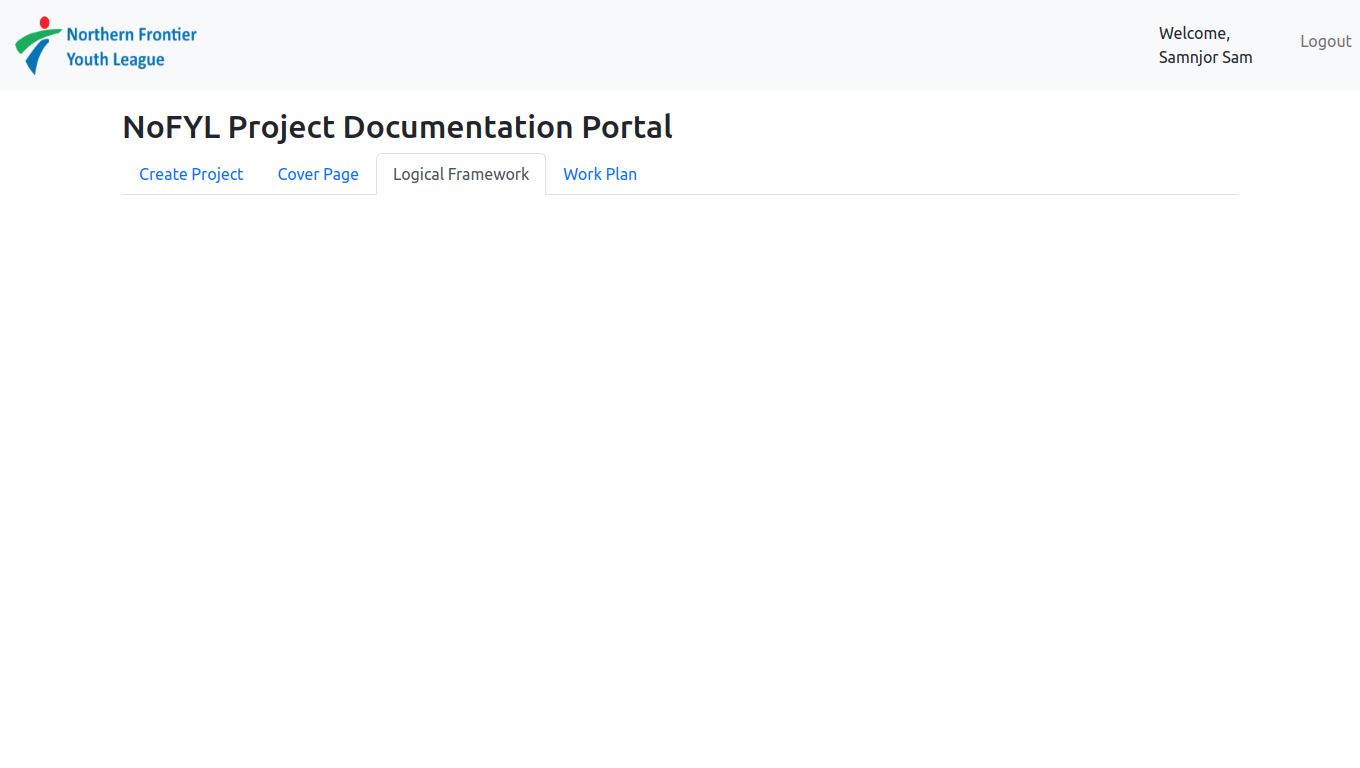 Northern Frontier
Youth League
Welcome,
Samnjor Sam
Logout
NoFYL Project Documentation Portal
Create Project
Cover Page
Logical Framework
Work Plan